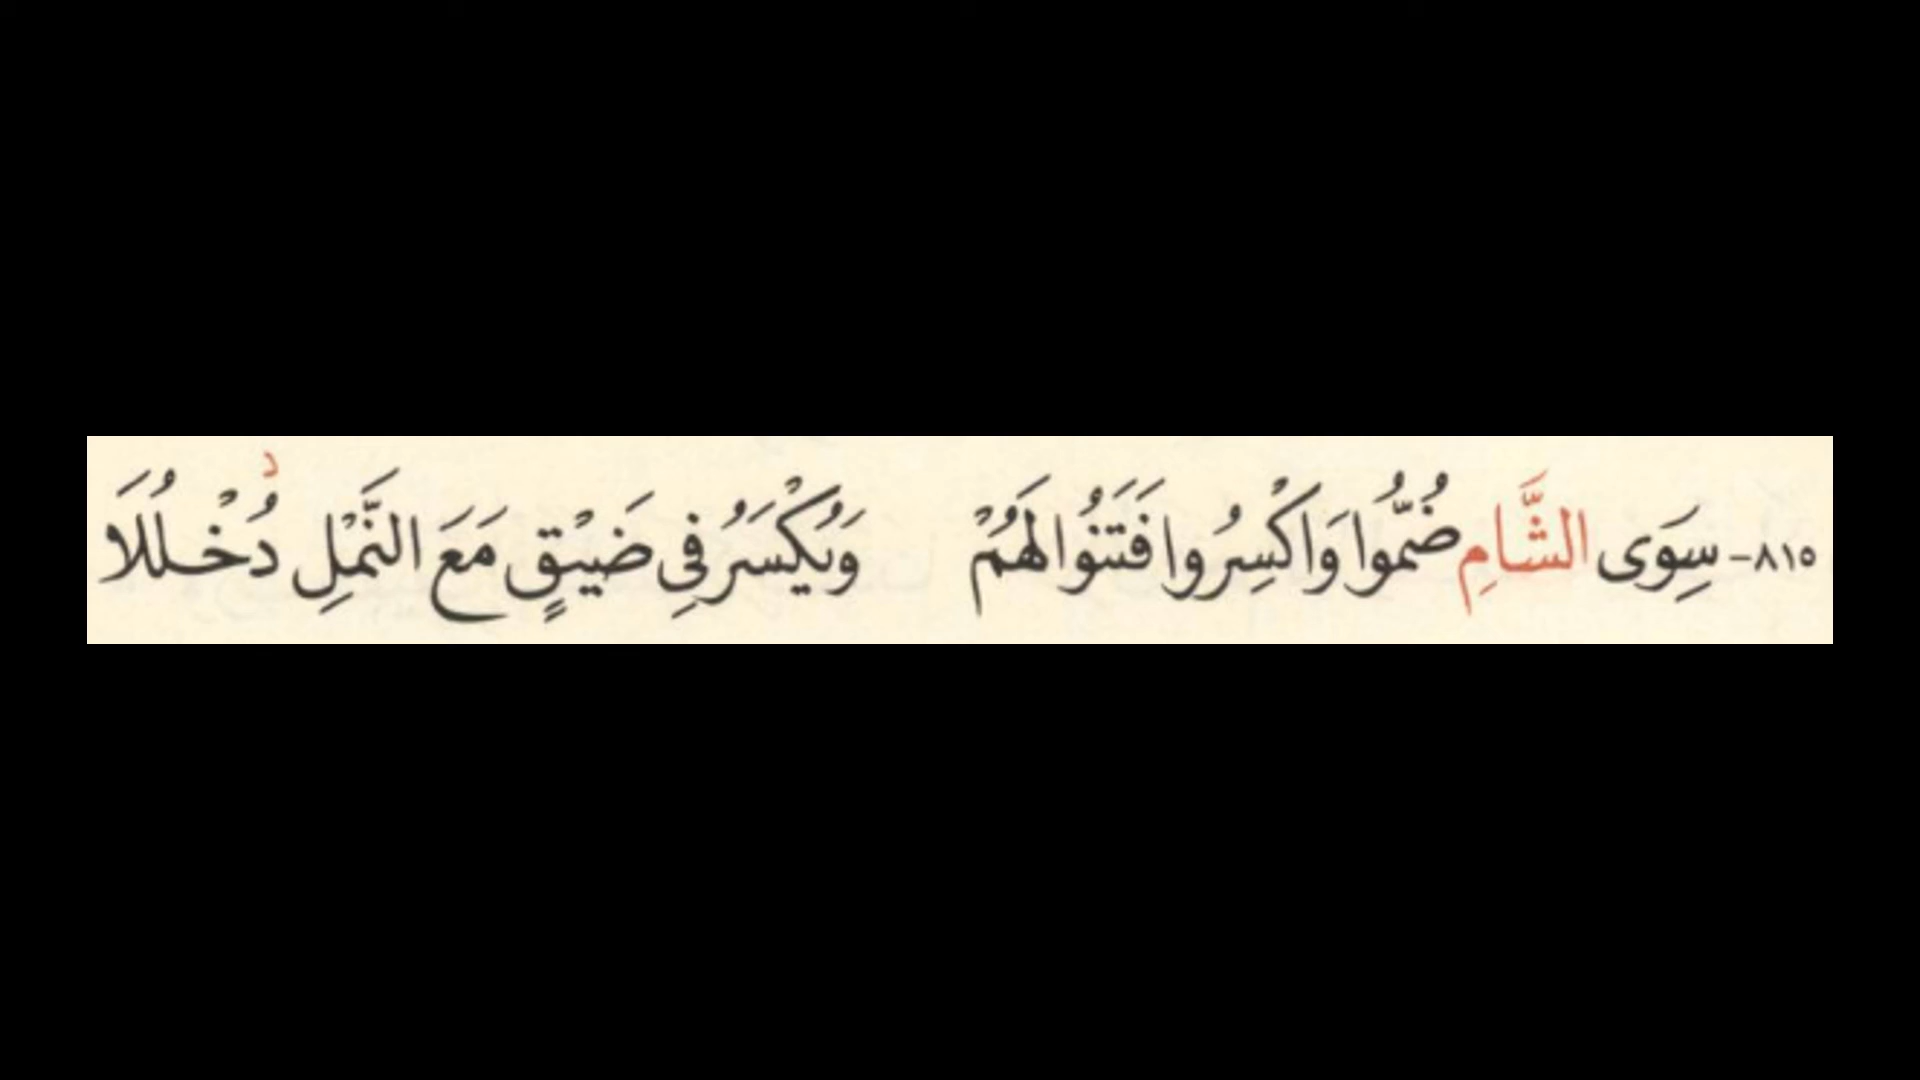 ٨١٥- سِوَى الشَّامِ ضُمُّوا وَاكْسِرُوا فَتَنُوا لَهُمْ وَيُكْسَرُ فِي ضَيْقٍ مَعَ النَّمْلِ دُخْلُلَا